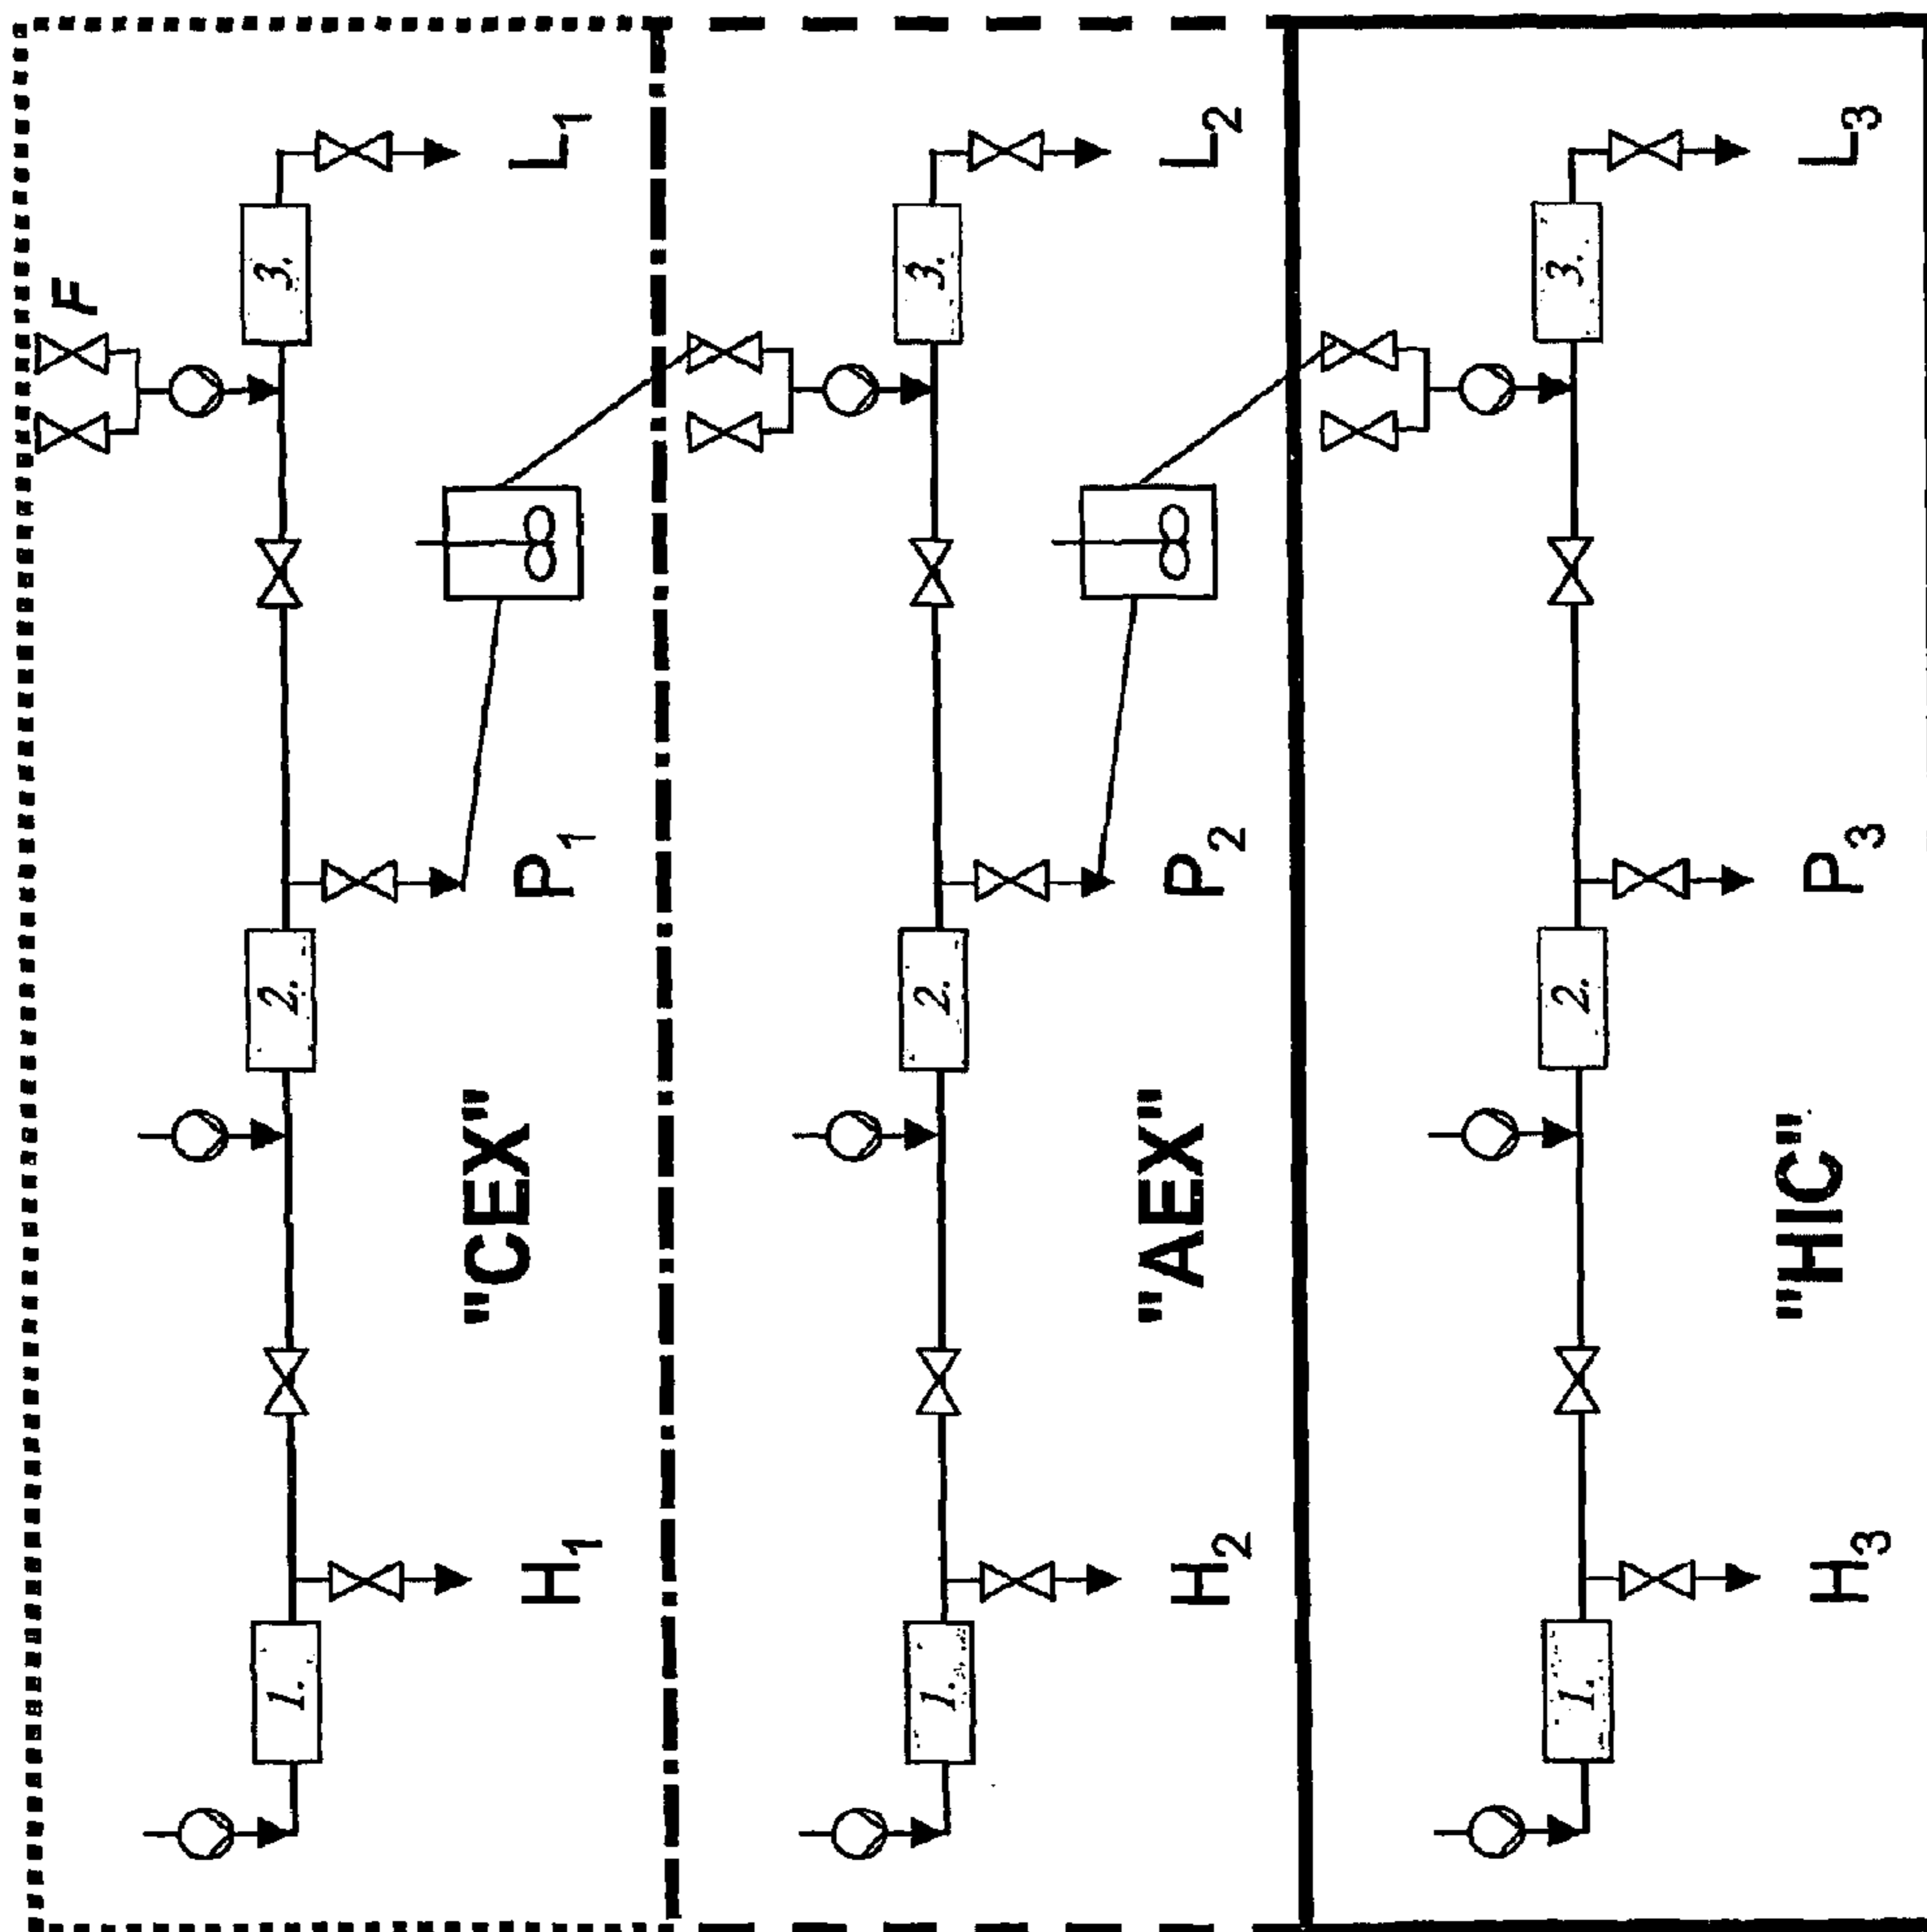 F
1.
2.
3.
H1
P1
L1
"CEX"
1.
2.
3.
H2
P2
L2
"AEX"
1.
2.
3.
H3
P3
L3
"HIC"